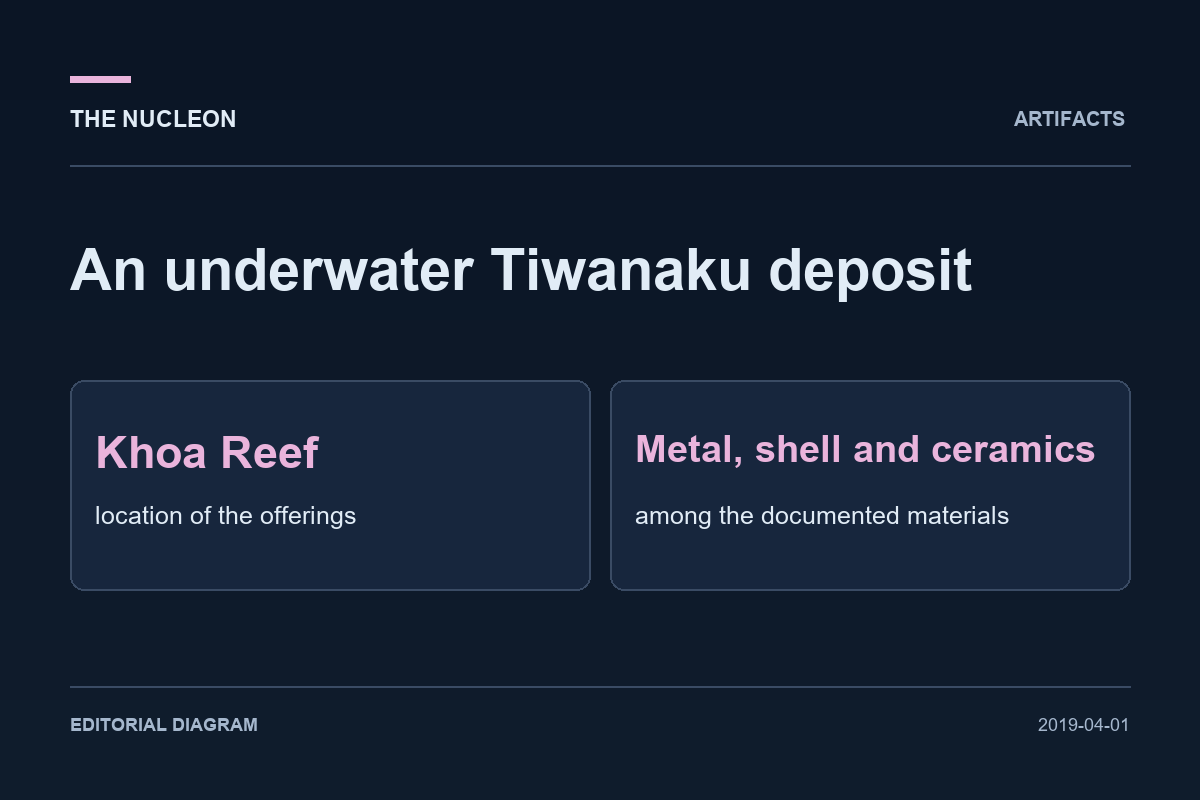 THE NUCLEON
ARTIFACTS
An underwater Tiwanaku deposit
Khoa Reef
location of the offerings
Metal, shell and ceramics
among the documented materials
EDITORIAL DIAGRAM
2019-04-01